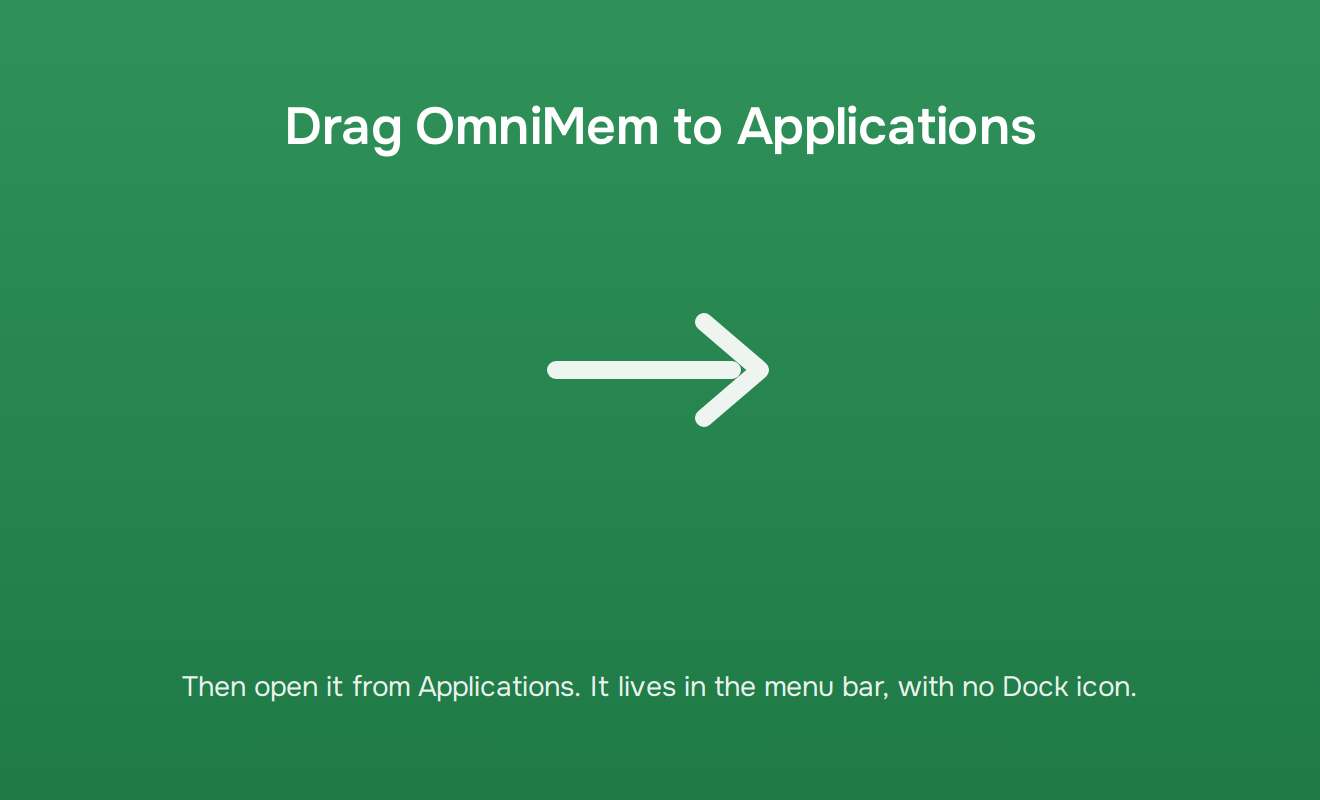 Drag OmniMem to Applications
Then open it from Applications. It lives in the menu bar, with no Dock icon.